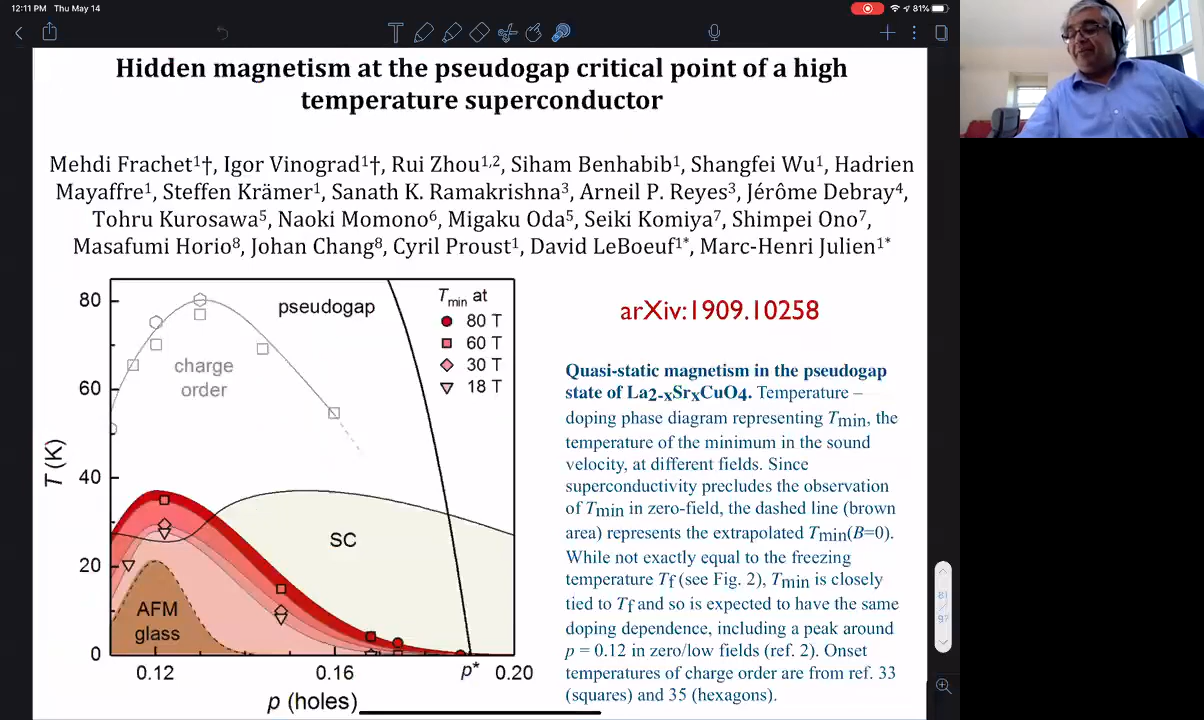 12:11 PM Thu May 14
81%
Hidden magnetism at the pseudogap critical point of a high
temperature superconductor
Mehdi Frachet¹†, Igor Vinograd¹†, Rui Zhou¹,², Siham Benhabib¹, Shangfei Wu¹, Hadrien
Mayaffre¹, Steffen Krämer¹, Sanath K. Ramakrishna³, Arneil P. Reyes³, Jérôme Debray⁴,
Tohru Kurosawa⁵, Naoki Momono⁶, Migaku Oda⁵, Seiki Komiya⁷, Shimpei Ono⁷,
Masafumi Horio⁸, Johan Chang⁸, Cyril Proust¹, David LeBoeuf¹*, Marc-Henri Julien¹*
80
60
40
20
0
T (K)
pseudogap
charge
order
Tmin at
80 T
60 T
30 T
18 T
SC
AFM
glass
0.12
0.16
p*
0.20
p (holes)
arXiv:1909.10258
Quasi-static magnetism in the pseudogap
state of La2-xSrxCuO4. Temperature –
doping phase diagram representing Tmin, the
temperature of the minimum in the sound
velocity, at different fields. Since
superconductivity precludes the observation
of Tmin in zero-field, the dashed line (brown
area) represents the extrapolated Tmin(B=0).
While not exactly equal to the freezing
temperature Tf (see Fig. 2), Tmin is closely
tied to Tf and so is expected to have the same
doping dependence, including a peak around
p = 0.12 in zero/low fields (ref. 2). Onset
temperatures of charge order are from ref. 33
(squares) and 35 (hexagons).